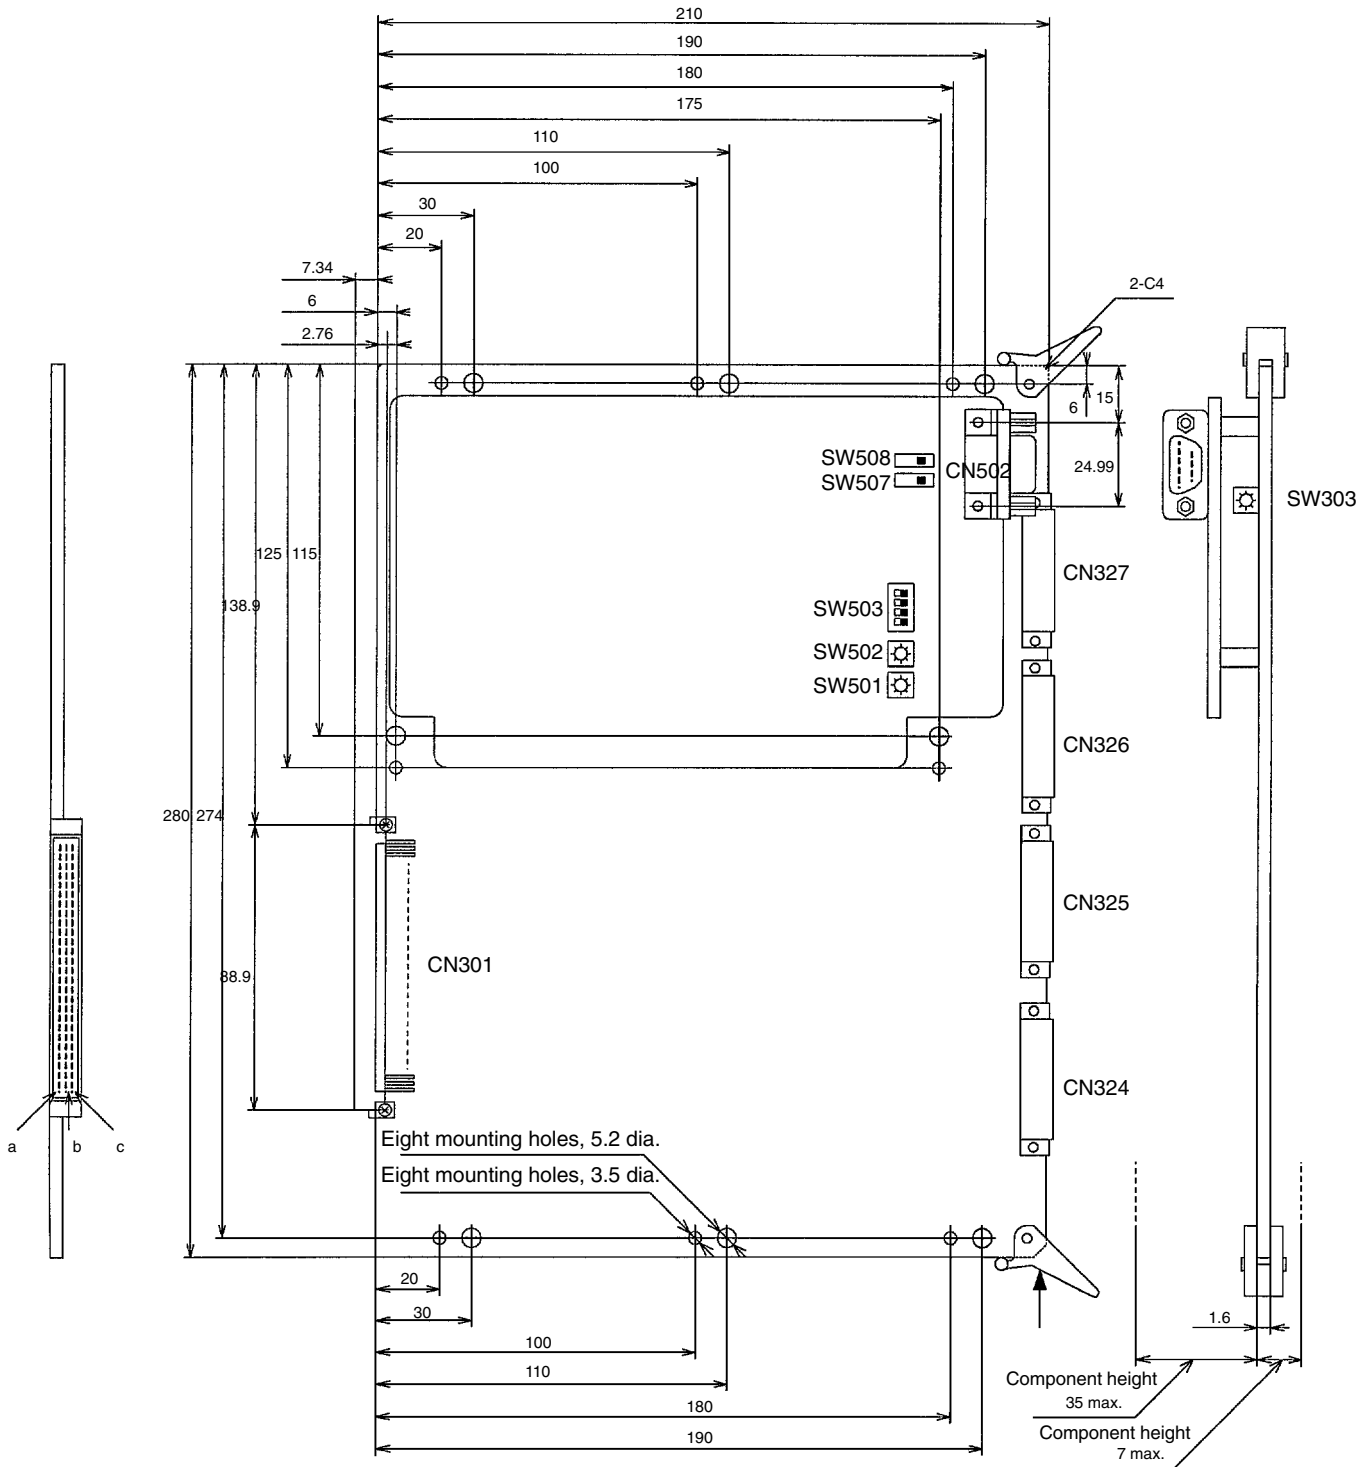 210
190
180
175
110
100
30
20
7.34
6
2.76
2-C4
15
6
24.99
SW508
SW507
CN502
SW303
CN327
125
115
138.9
SW503
SW502
SW501
CN326
280
274
CN325
CN301
88.9
CN324
a
b
c
Eight mounting holes, 5.2 dia.
Eight mounting holes, 3.5 dia.
20
30
100
110
180
190
1.6
Component height
35 max.
Component height
7 max.